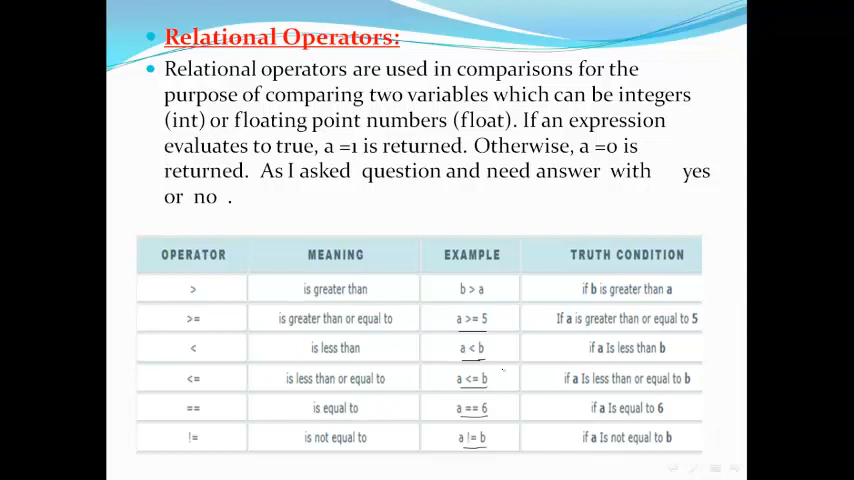 Relational Operators:
Relational operators are used in comparisons for the
purpose of comparing two variables which can be integers
(int) or floating point numbers (float). If an expression
evaluates to true, a =1 is returned. Otherwise, a =0 is
returned. As I asked question and need answer with yes
or no .
OPERATOR MEANING EXAMPLE TRUTH CONDITION
> is greater than b > a if b is greater than a
>= is greater than or equal to a >= 5 If a is greater than or equal to 5
< is less than a < b if a Is less than b
<= is less than or equal to a <= b if a Is less than or equal to b
== is equal to a == 6 if a Is equal to 6
!= is not equal to a != b if a Is not equal to b